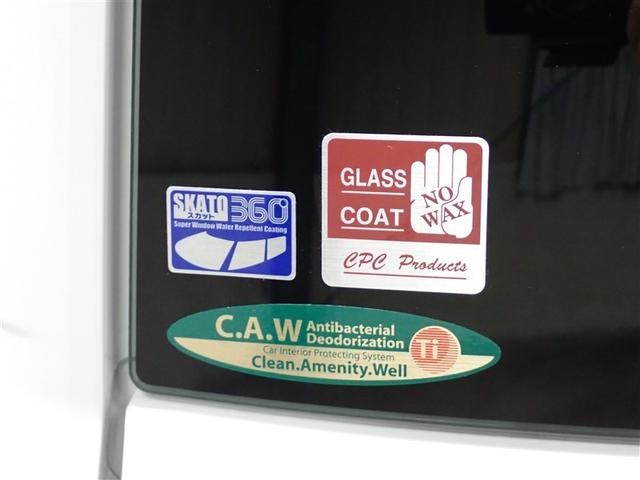 SKATO 360°
スカット
Super Window Water Repellent Coating
GLASS
COAT
NO
WAX
CPC Products
C.A.W Antibacterial
Deodorization
Ti
Car Interior Protecting System
Clean.Amenity.Well